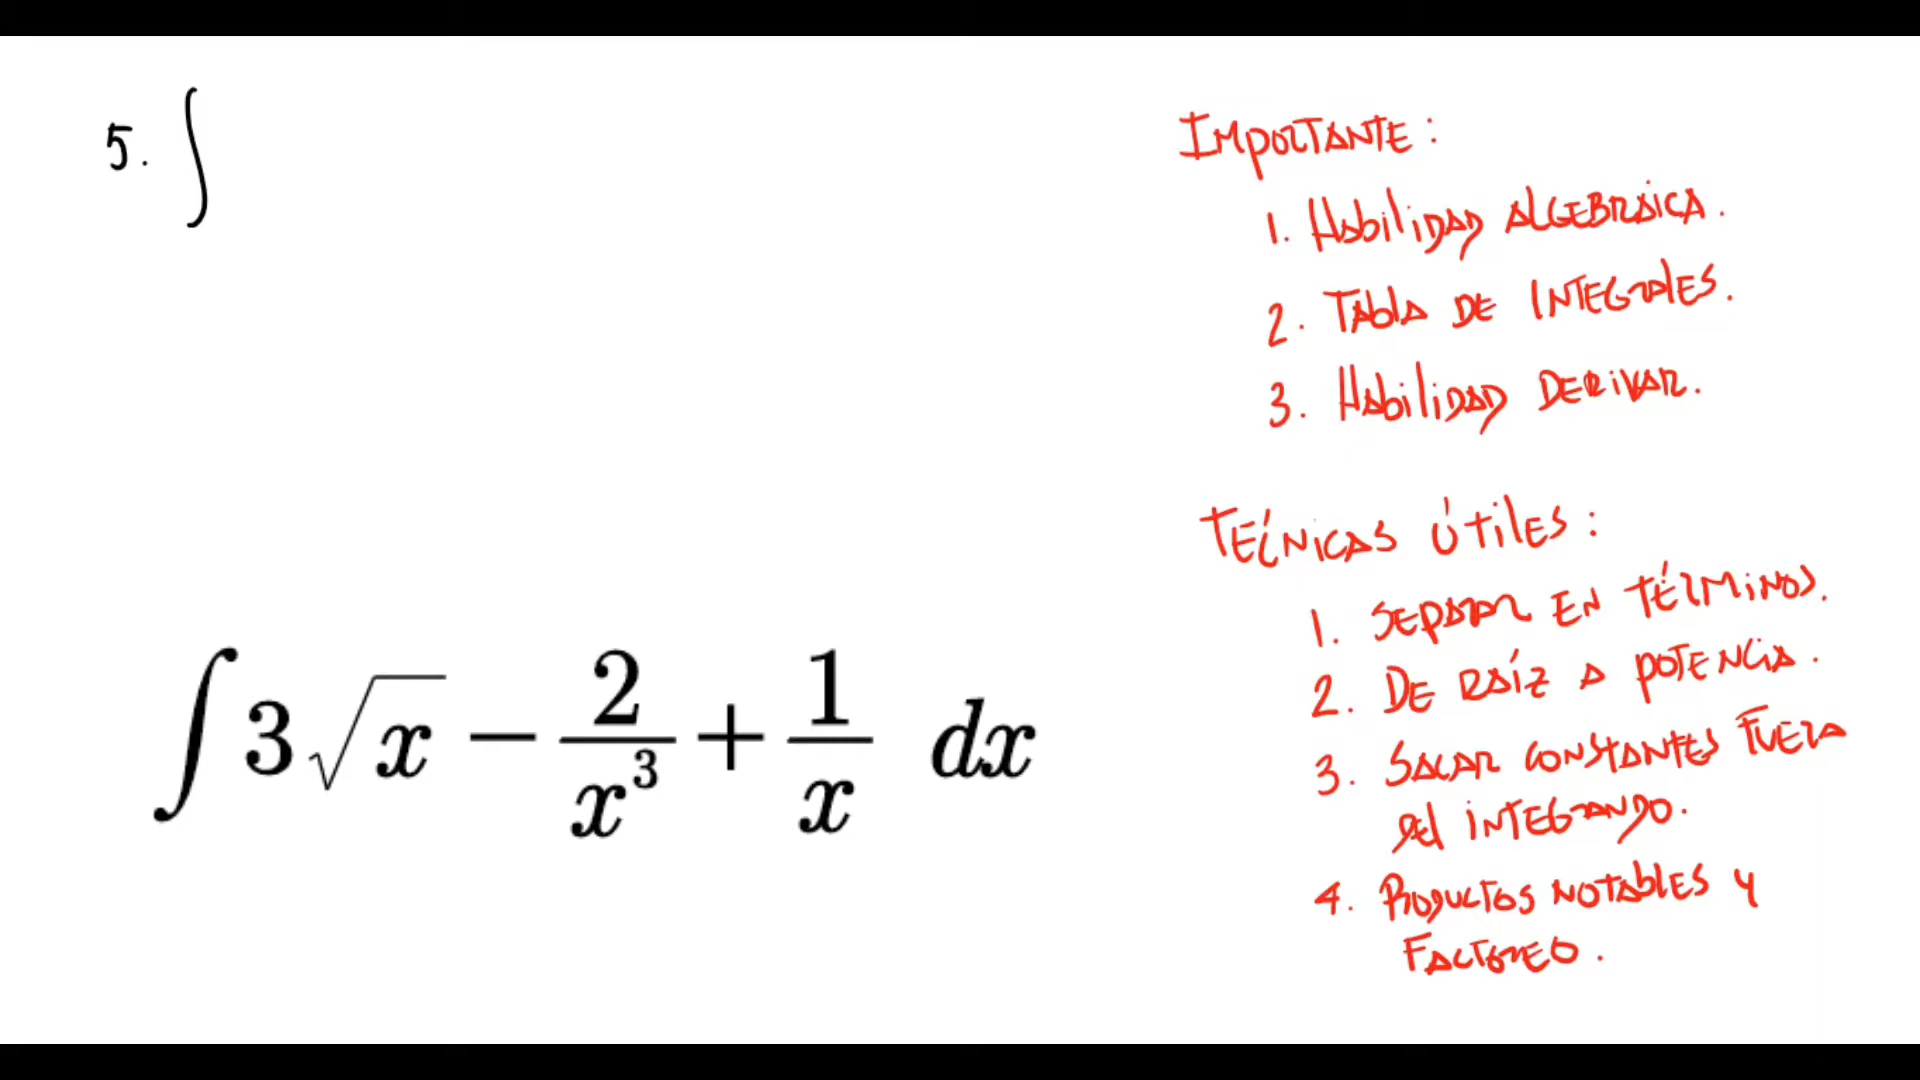 5. ∫
∫ 3√x − 2/x³ + 1/x dx
IMPORTANTE:
1. Habilidad ALGEBRáICA.
2. Tabla DE INTEGRALES.
3. Habilidad DERIVAR.
TÉCNICAS ÚTILES:
1. SEPARAR EN TÉRMINOS.
2. DE RAÍZ A POTENCIA.
3. SACAR CONSTANTES FUERA
DEL INTEGRANDO.
4. PRODUCTOS NOTABLES Y
FACTOREO.